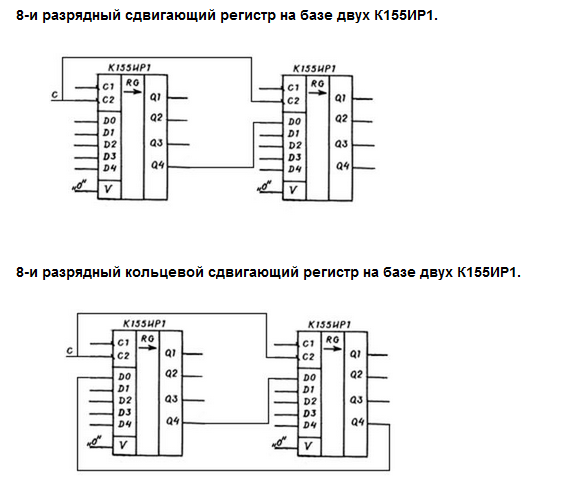 8-и разрядный сдвигающий регистр на базе двух К155ИР1.
К155ИР1 К155ИР1
RG RG
C1 Q1 C1 Q1
C C2 C2
D0 Q2 D0 Q2
D1 D1
D2 Q3 D2 Q3
D3 D3
D4 Q4 D4 Q4
„0" V „0" V
8-и разрядный кольцевой сдвигающий регистр на базе двух К155ИР1.
К155ИР1 К155ИР1
RG RG
C1 Q1 C1 Q1
C C2 C2
D0 Q2 D0 Q2
D1 D1
D2 Q3 D2 Q3
D3 D3
D4 Q4 D4 Q4
„0" V „0" V